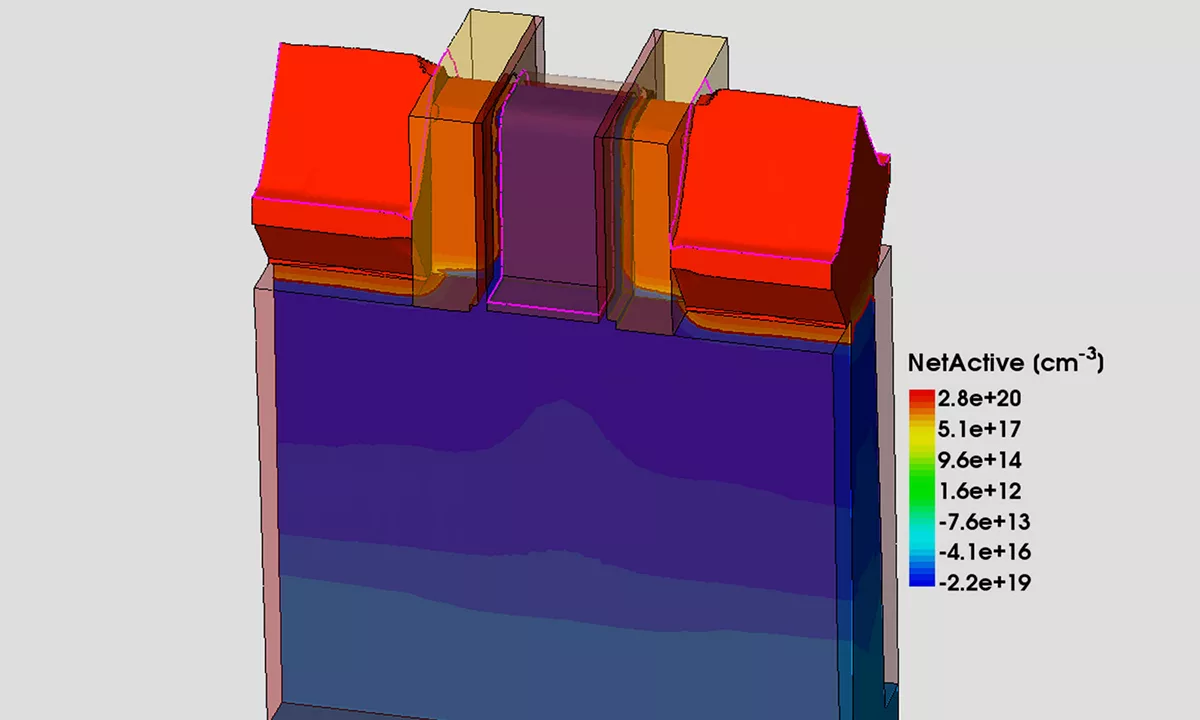 NetActive (cm-3)
2.8e+20
5.1e+17
9.6e+14
1.6e+12
-7.6e+13
-4.1e+16
-2.2e+19